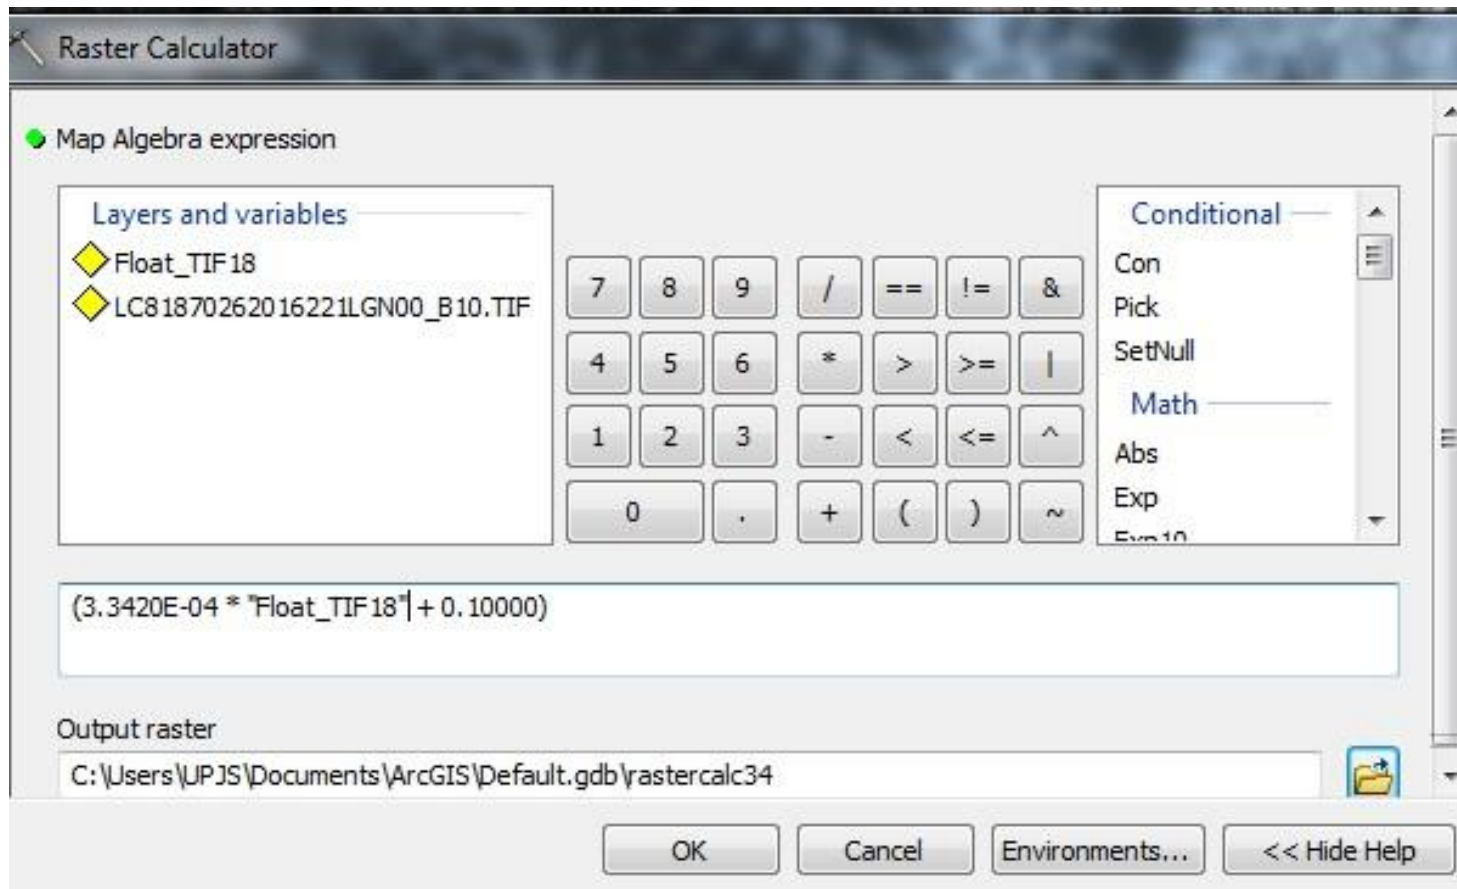 Raster Calculator
Map Algebra expression
Layers and variables
Float_TIF18
LC81870262016221LGN00_B10.TIF
7 8 9 / == != &
4 5 6 * > >= |
1 2 3 - < <= ^
0 . + ( ) ~
Conditional
Con
Pick
SetNull
Math
Abs
Exp
Exp10
(3.3420E-04 * "Float_TIF18" + 0.10000)
Output raster
C:\Users\UPJS\Documents\ArcGIS\Default.gdb\rastercalc34
OK Cancel Environments... << Hide Help